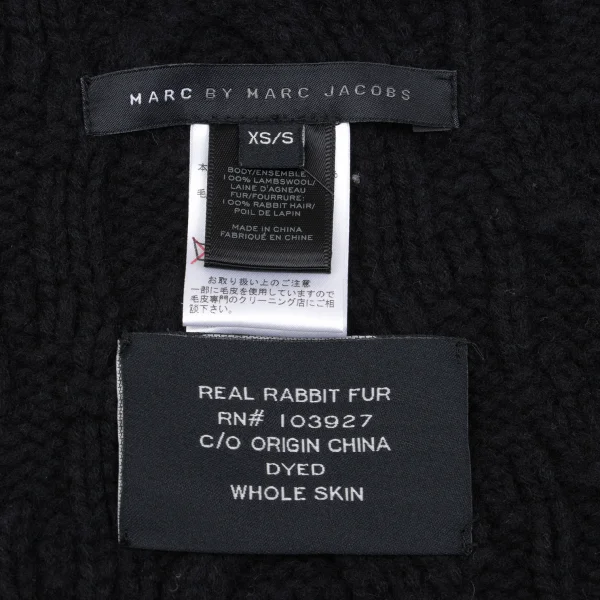 MARC BY MARC JACOBS
XS/S
本
毛
BODY/ENSEMBLE:
100% LAMBSWOOL/
LAINE D'AGNEAU
FUR/FOURRURE:
100% RABBIT HAIR/
POIL DE LAPIN
MADE IN CHINA
FABRIQUÉ EN CHINE
お取り扱い上のご注意
一部に毛皮を使用していますので
毛皮専門のクリーニング店にご相
談下さい。
REAL RABBIT FUR
RN# 103927
C/O ORIGIN CHINA
DYED
WHOLE SKIN